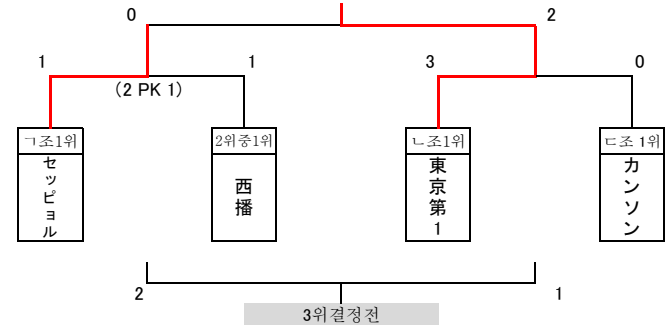 0 2
1 1 3 0
(2 PK 1)
ㄱ조1위 2위중1위 ㄴ조1위 ㄷ조 1위
セッピョル
西播
東京第1
カンソン
2 1
3위결정전